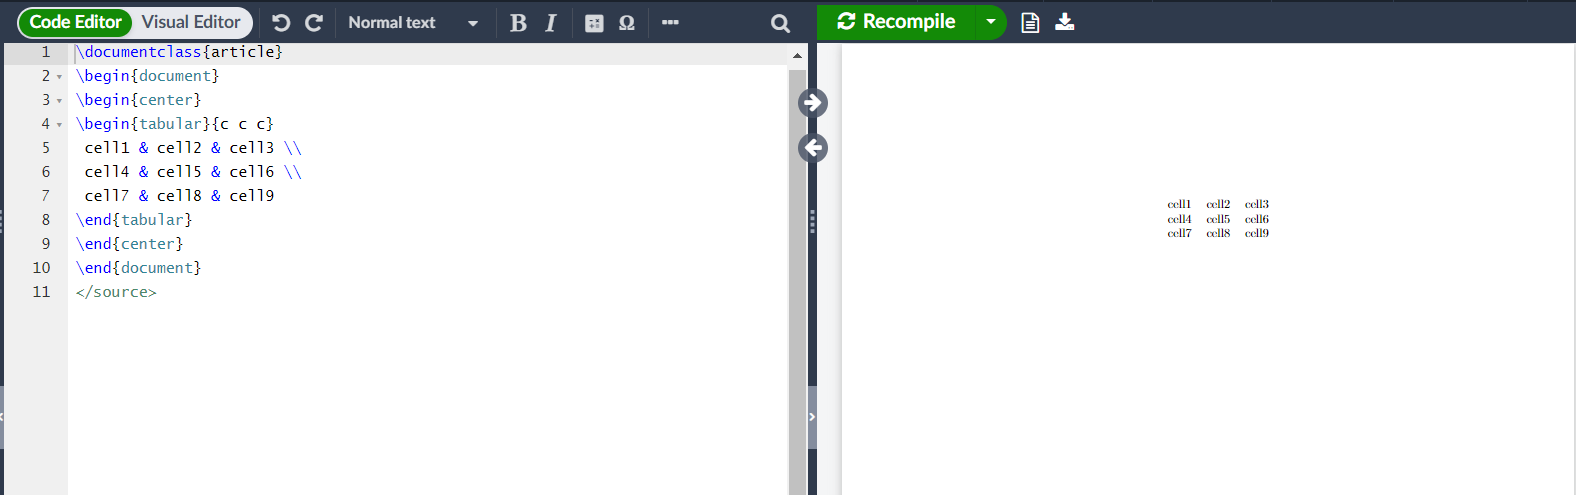 Code Editor Visual Editor Normal text B I Ω Recompile
1 \documentclass{article}
2 \begin{document}
3 \begin{center}
4 \begin{tabular}{c c c}
5 cell1 & cell2 & cell3 \\
6 cell4 & cell5 & cell6 \\
7 cell7 & cell8 & cell9
8 \end{tabular}
9 \end{center}
10 \end{document}
11 </source>
cell1 cell2 cell3
cell4 cell5 cell6
cell7 cell8 cell9